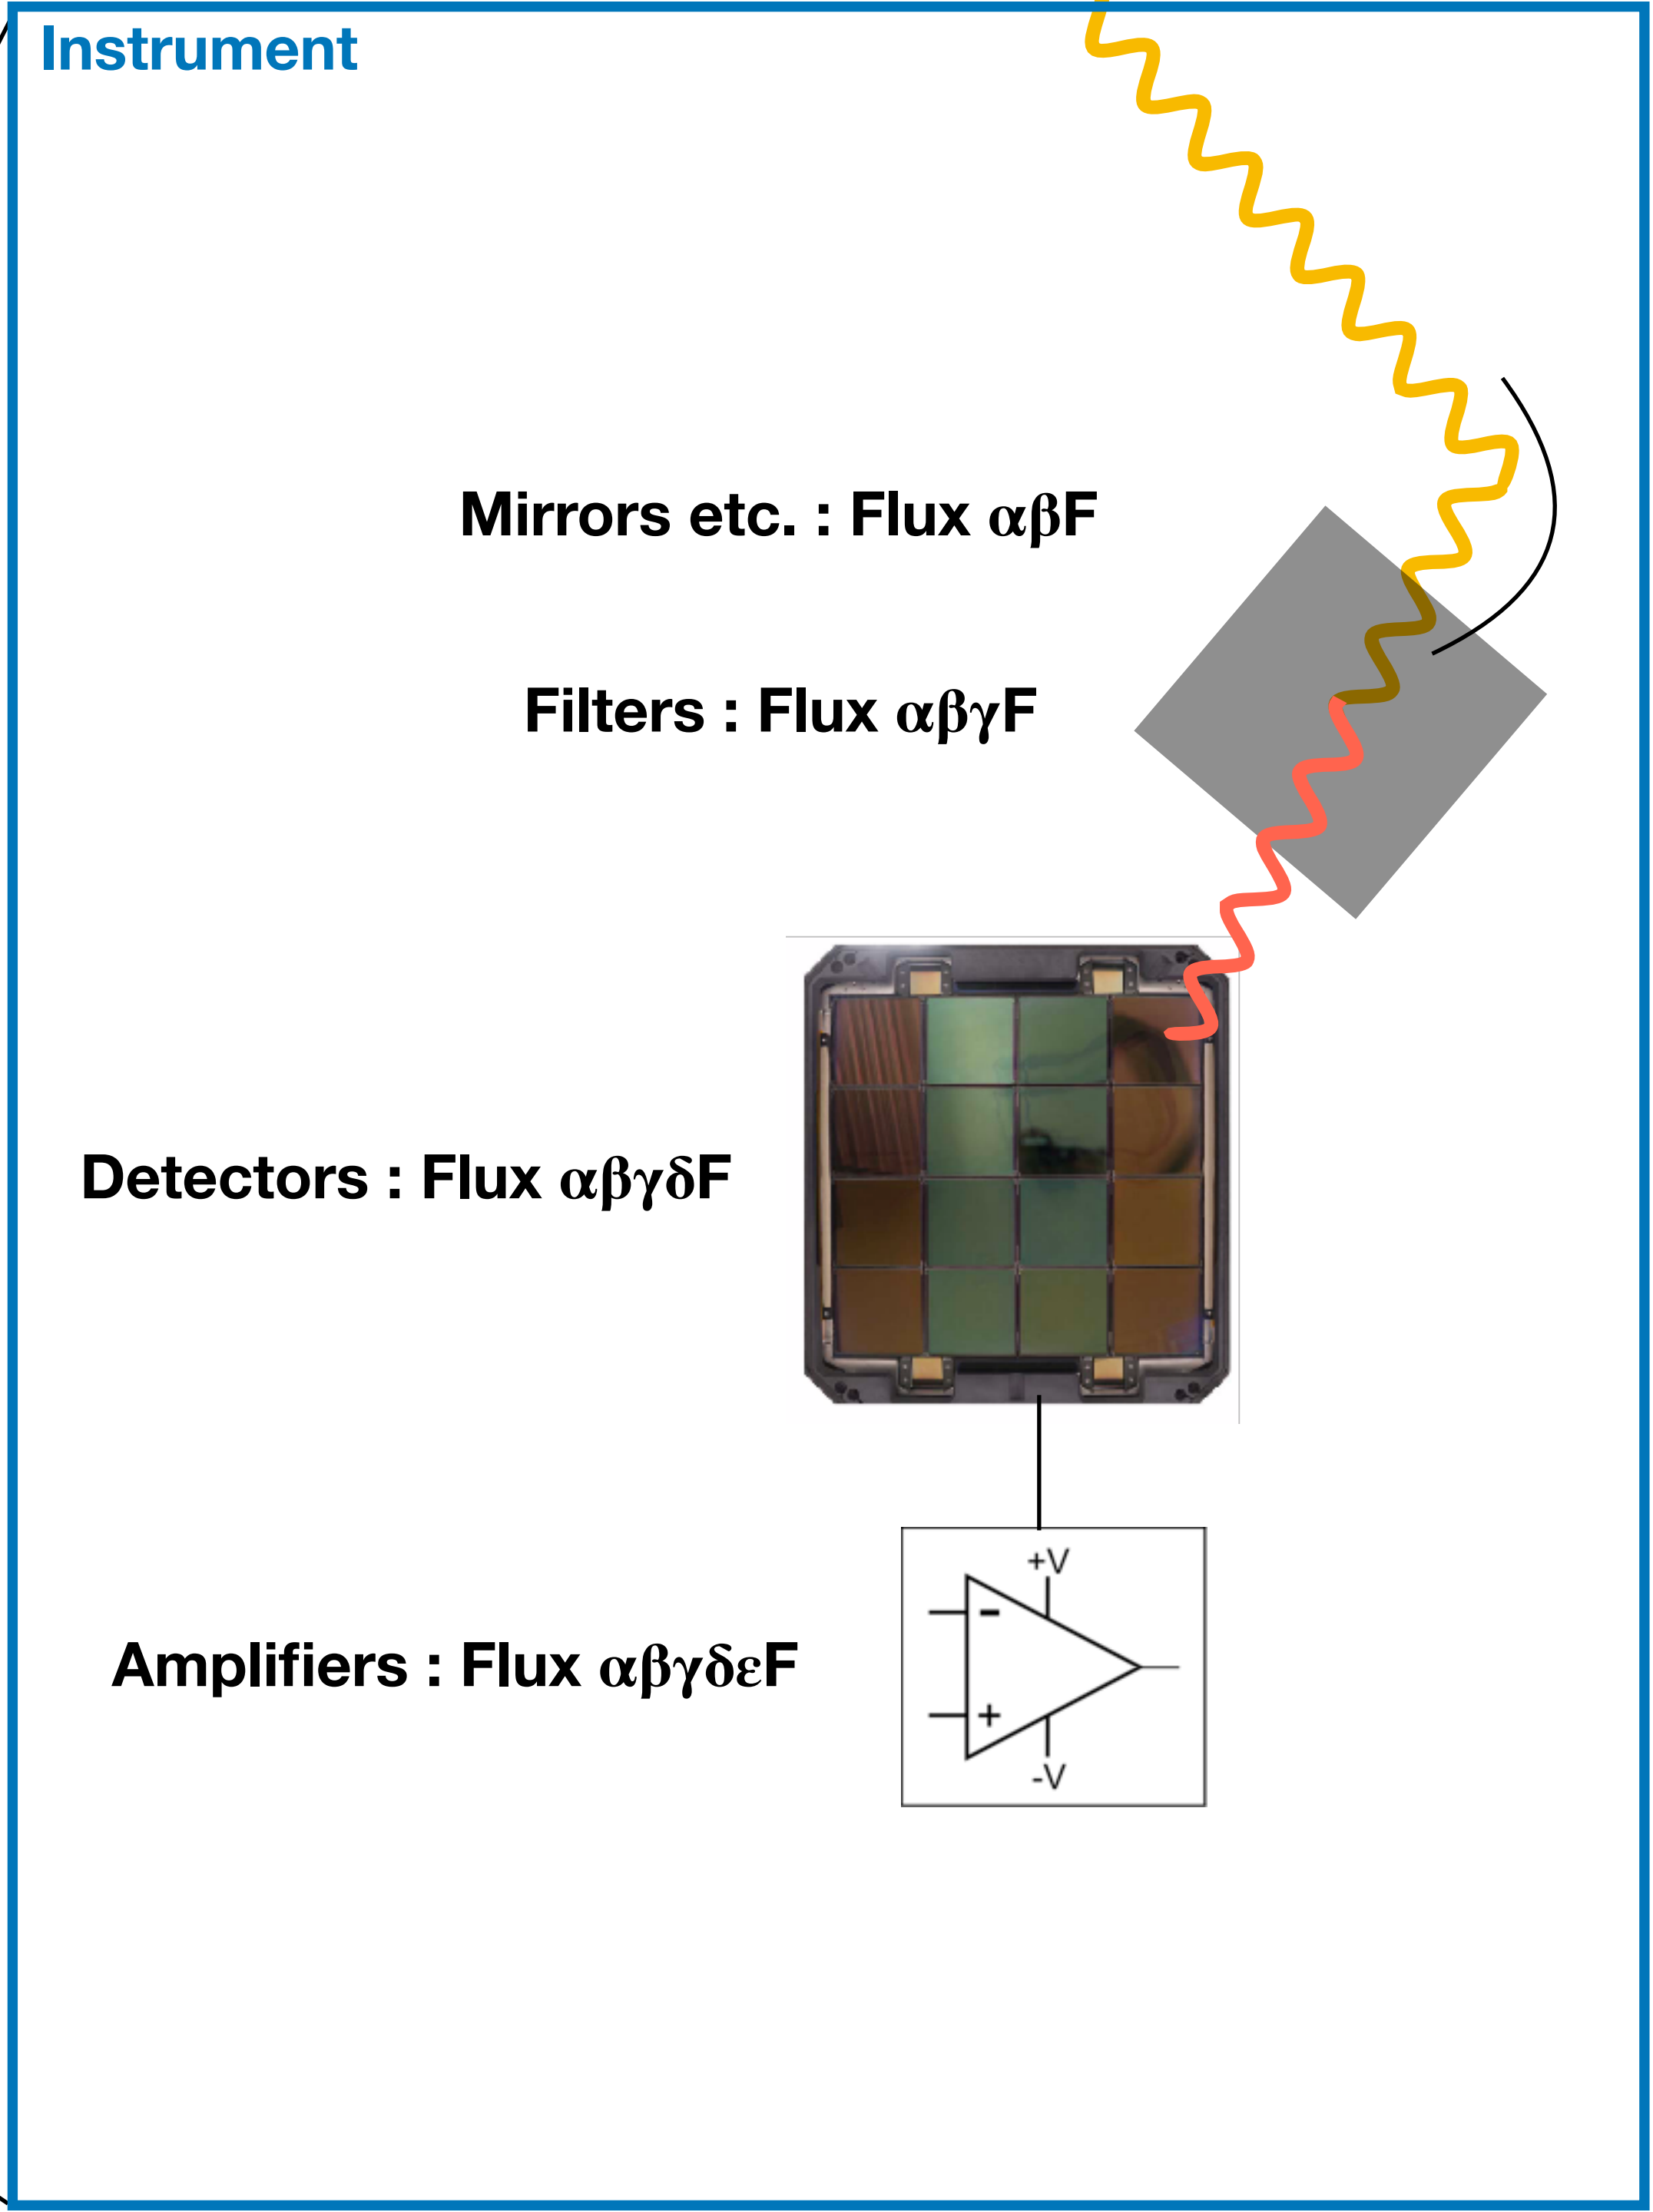 Instrument
Mirrors etc. : Flux αβF
Filters : Flux αβγF
Detectors : Flux αβγδF
Amplifiers : Flux αβγδεF
+V
-
+
-V